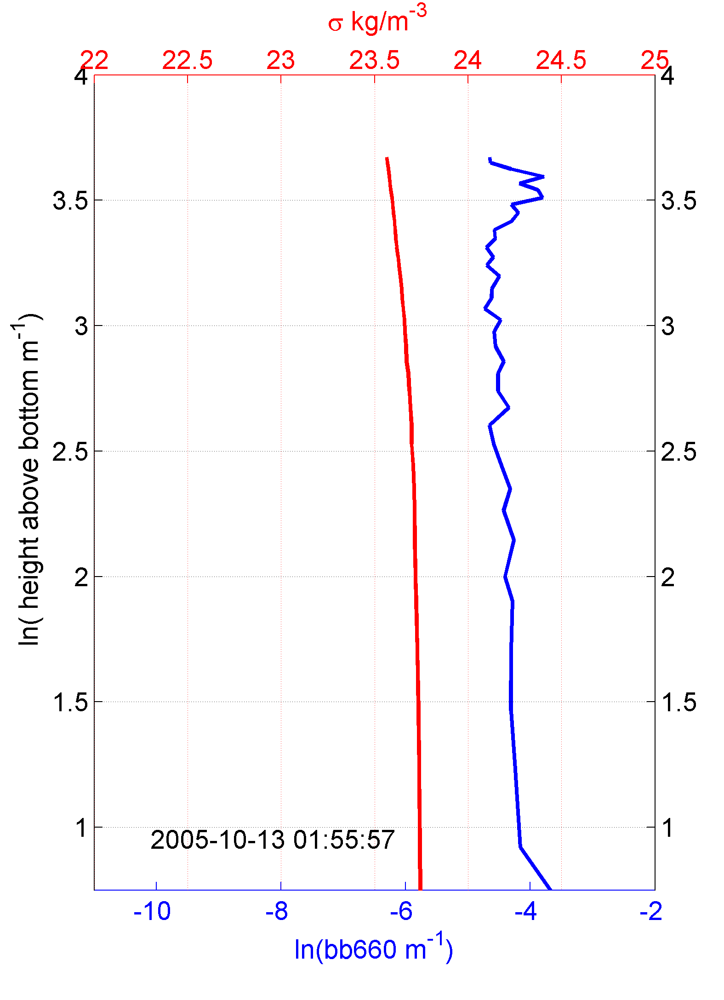 σ kg/m-3
22 22.5 23 23.5 24 24.5 25
4 4
3.5 3.5
3 3
2.5 2.5
2 2
1.5 1.5
1 1
ln( height above bottom m-1)
2005-10-13 01:55:57
-10 -8 -6 -4 -2
ln(bb660 m-1)